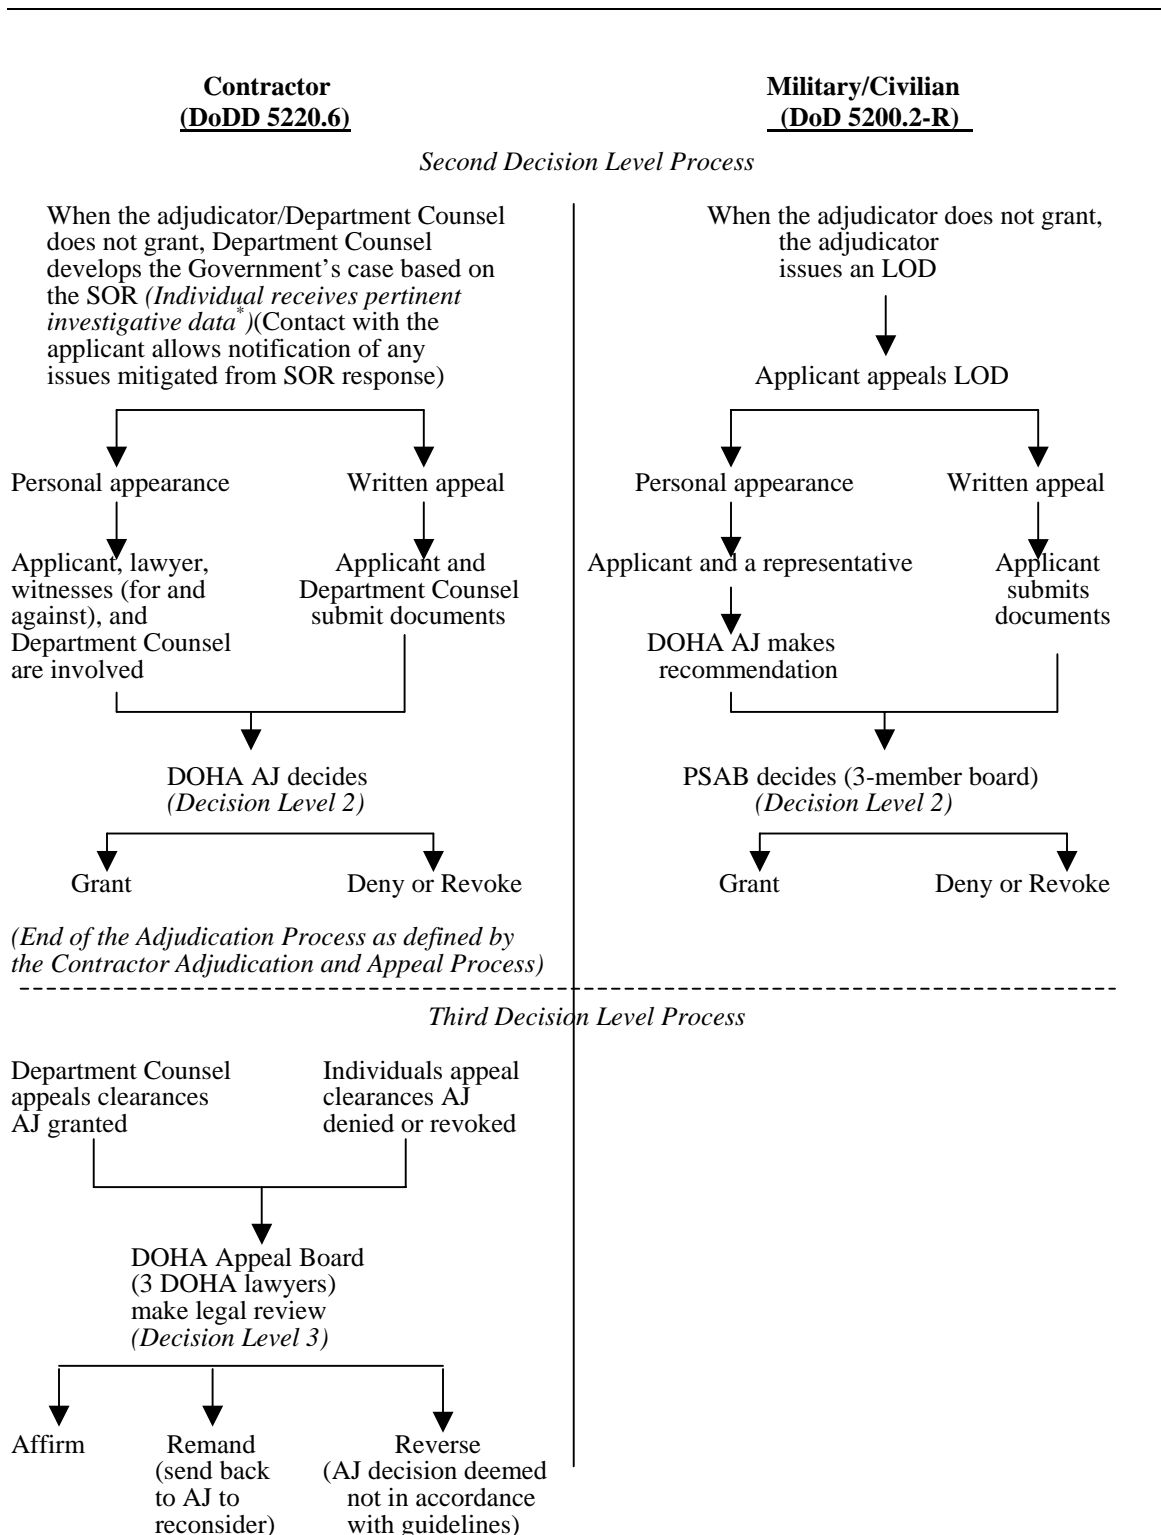 Contractor
(DoDD 5220.6)
Military/Civilian
(DoD 5200.2-R)
Second Decision Level Process
When the adjudicator/Department Counsel
does not grant, Department Counsel
develops the Government's case based on
the SOR (Individual receives pertinent
investigative data*)(Contact with the
applicant allows notification of any
issues mitigated from SOR response)
Personal appearance
Written appeal
Applicant, lawyer,
witnesses (for and
against), and
Department Counsel
are involved
Applicant and
Department Counsel
submit documents
DOHA AJ decides
(Decision Level 2)
Grant
Deny or Revoke
(End of the Adjudication Process as defined by
the Contractor Adjudication and Appeal Process)
When the adjudicator does not grant,
the adjudicator
issues an LOD
Applicant appeals LOD
Personal appearance
Written appeal
Applicant and a representative
Applicant
submits
documents
DOHA AJ makes
recommendation
PSAB decides (3-member board)
(Decision Level 2)
Grant
Deny or Revoke
Third Decision Level Process
Department Counsel
appeals clearances
AJ granted
Individuals appeal
clearances AJ
denied or revoked
DOHA Appeal Board
(3 DOHA lawyers)
make legal review
(Decision Level 3)
Affirm
Remand
(send back
to AJ to
reconsider)
Reverse
(AJ decision deemed
not in accordance
with guidelines)